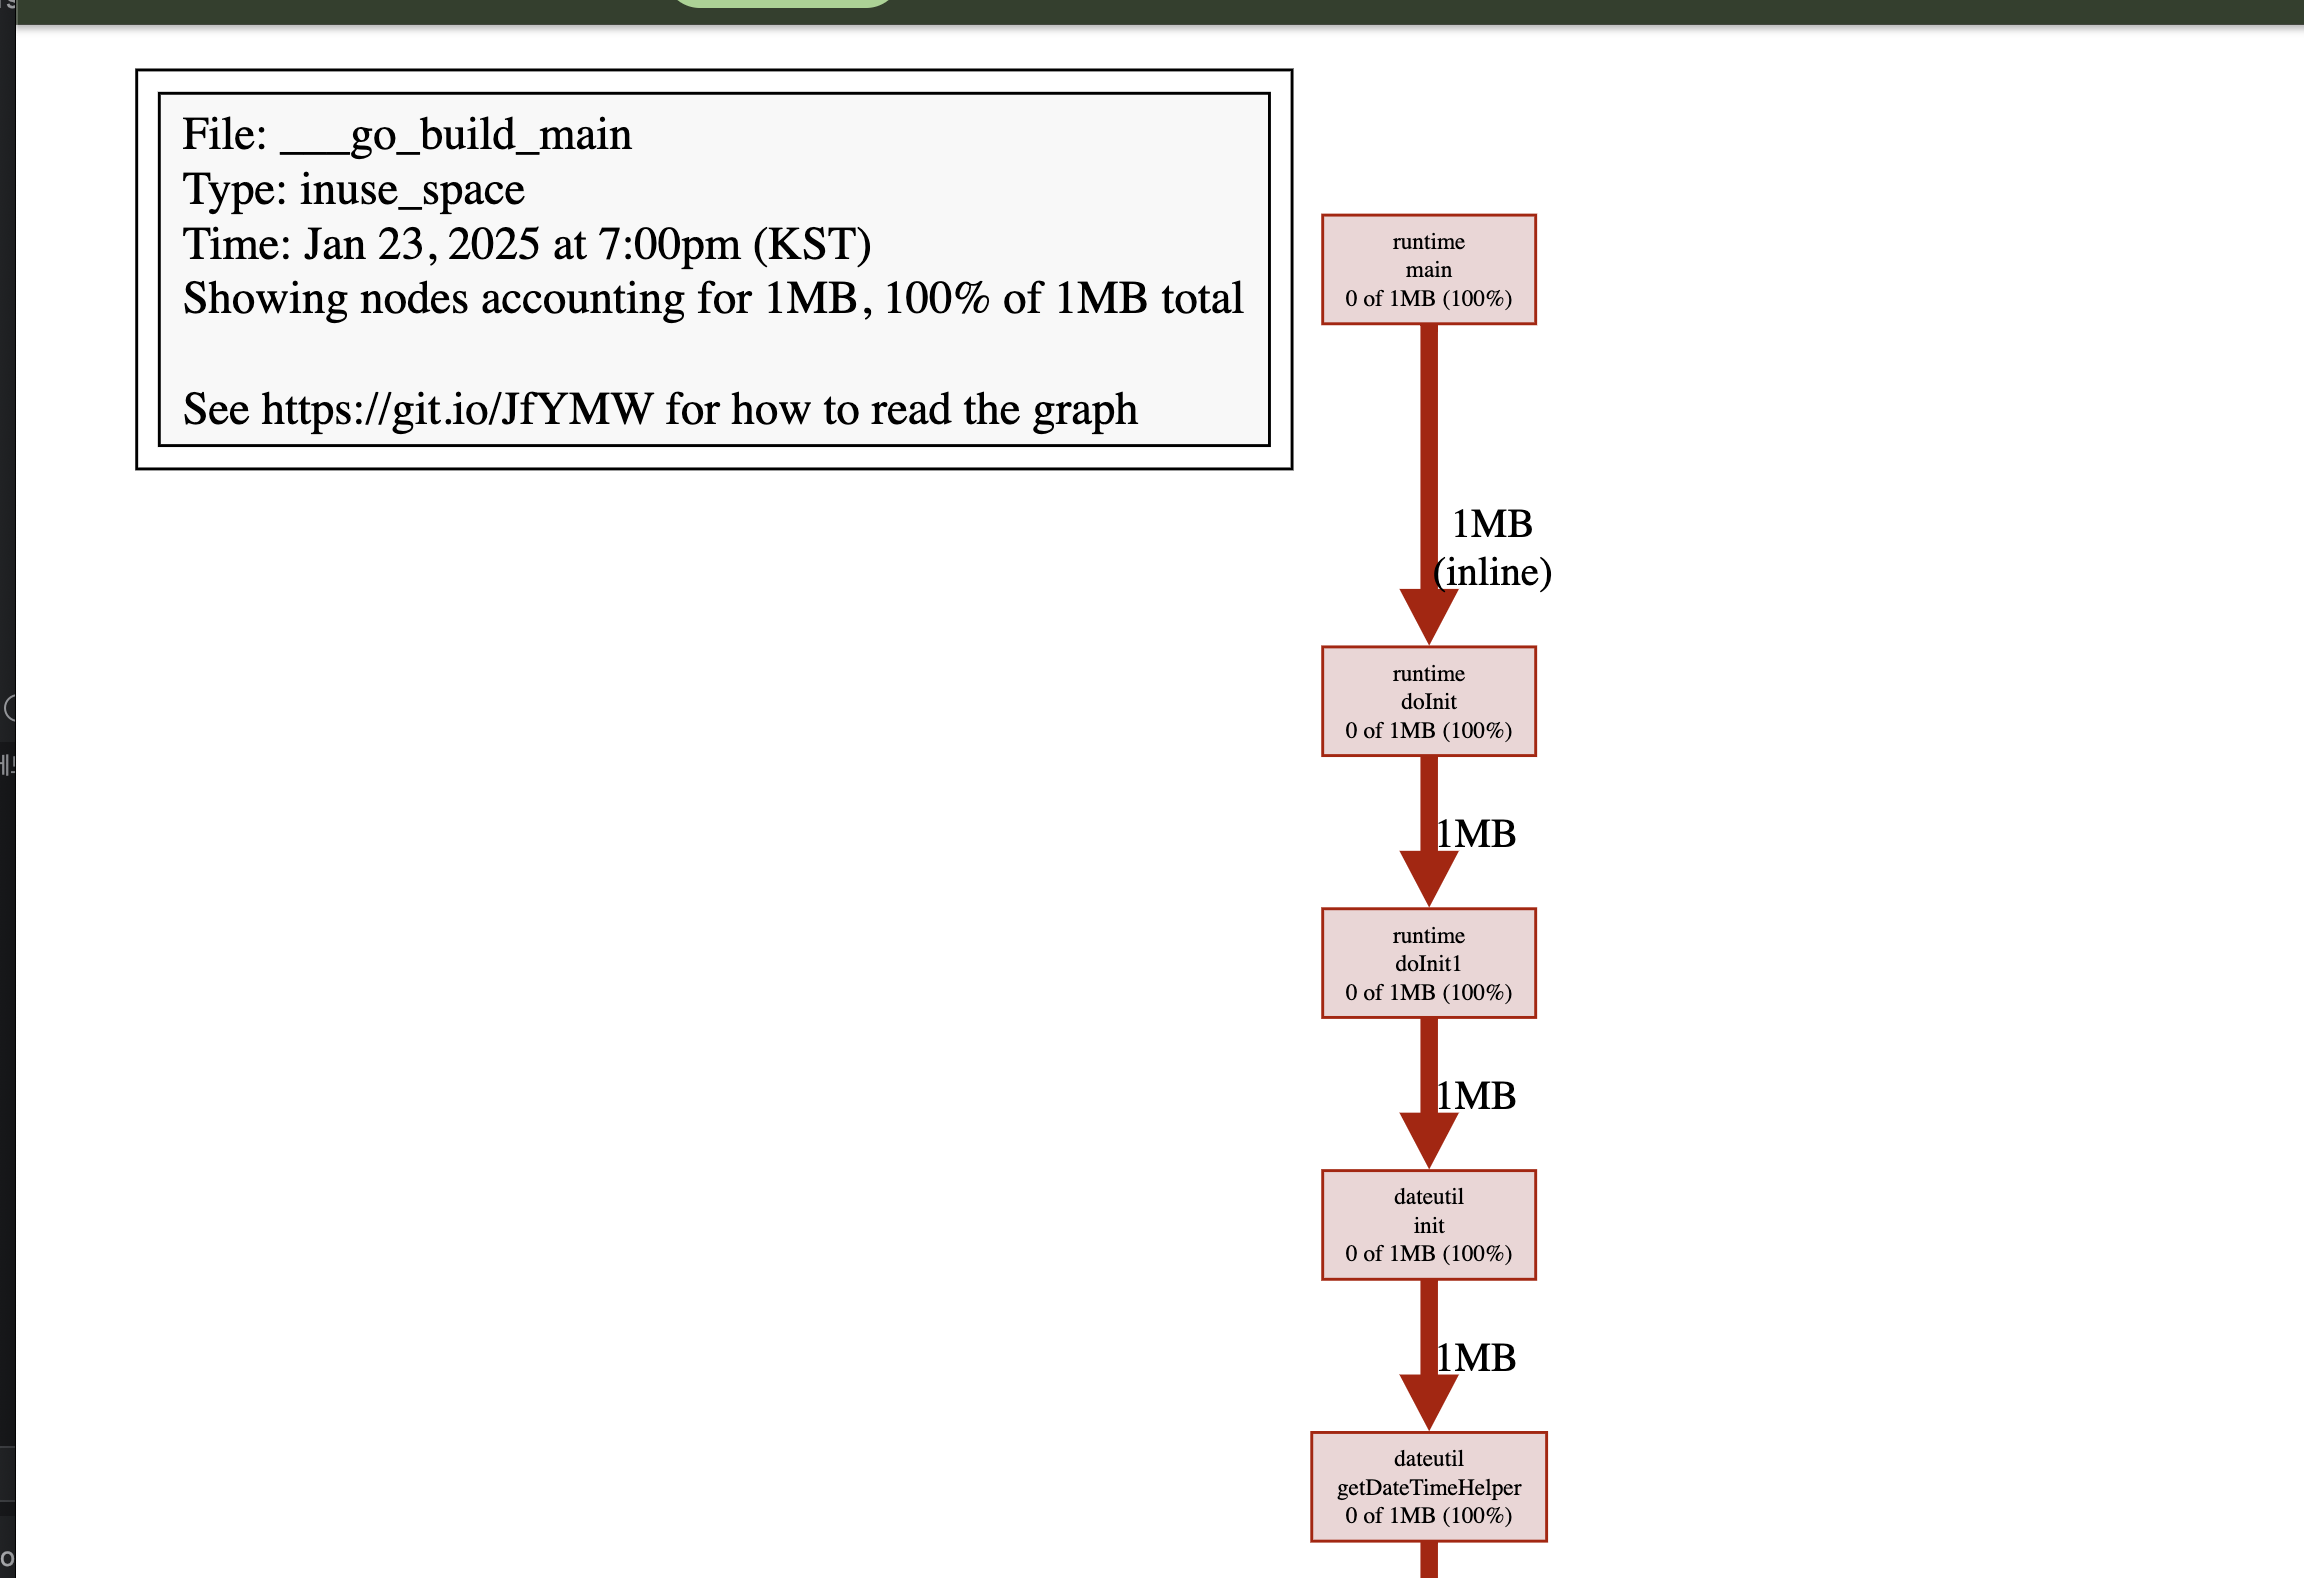 File: ___go_build_main
Type: inuse_space
Time: Jan 23, 2025 at 7:00pm (KST)
Showing nodes accounting for 1MB, 100% of 1MB total
See https://git.io/JfYMW for how to read the graph
runtime
main
0 of 1MB (100%)
1MB
(inline)
runtime
doInit
0 of 1MB (100%)
1MB
runtime
doInit1
0 of 1MB (100%)
1MB
dateutil
init
0 of 1MB (100%)
1MB
dateutil
getDateTimeHelper
0 of 1MB (100%)